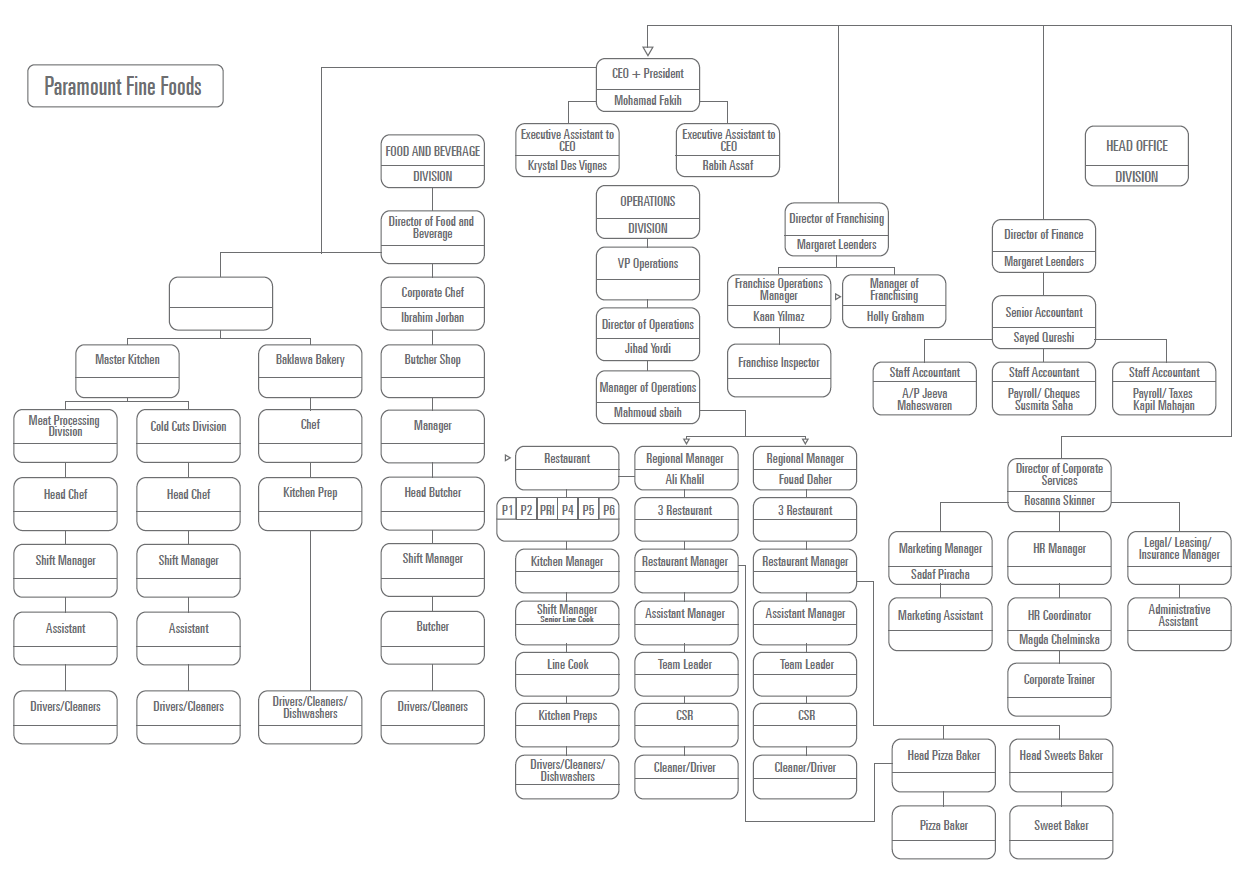 Paramount Fine Foods
CEO + President
Mohamad Fakih
Executive Assistant to
CEO
Krystal Des Vignes
Executive Assistant to
CEO
Rabih Assaf
FOOD AND BEVERAGE
DIVISION
Director of Food and
Beverage
Corporate Chef
Ibrahim Jorban
Master Kitchen
Baklawa Bakery
Butcher Shop
Meat Processing
Division
Cold Cuts Division
Chef
Manager
Head Chef
Head Chef
Kitchen Prep
Head Butcher
Shift Manager
Shift Manager
Shift Manager
Assistant
Assistant
Butcher
Drivers/Cleaners
Drivers/Cleaners
Drivers/Cleaners/
Dishwashers
Drivers/Cleaners
OPERATIONS
DIVISION
VP Operations
Director of Operations
Jihad Yordi
Manager of Operations
Mahmoud sbaih
Restaurant
Regional Manager
Ali Khalil
Regional Manager
Fouad Daher
P1 P2 PRI P4 P5 P6
3 Restaurant
3 Restaurant
Kitchen Manager
Restaurant Manager
Restaurant Manager
Shift Manager
Senior Line Cook
Assistant Manager
Assistant Manager
Line Cook
Team Leader
Team Leader
Kitchen Preps
CSR
CSR
Drivers/Cleaners/
Dishwashers
Cleaner/Driver
Cleaner/Driver
HEAD OFFICE
DIVISION
Director of Franchising
Margaret Leenders
Franchise Operations
Manager
Kaan Yilmaz
Manager of
Franchising
Holly Graham
Franchise Inspector
Director of Finance
Margaret Leenders
Senior Accountant
Sayed Qureshi
Staff Accountant
A/P Jeeva
Maheswaren
Staff Accountant
Payroll/ Cheques
Susmita Saha
Staff Accountant
Payroll/ Taxes
Kapil Mahajan
Director of Corporate
Services
Rosanna Skinner
Marketing Manager
Sadaf Piracha
HR Manager
Legal/ Leasing/
Insurance Manager
Marketing Assistant
HR Coordinator
Magda Chelminska
Administrative
Assistant
Corporate Trainer
Head Pizza Baker
Head Sweets Baker
Pizza Baker
Sweet Baker